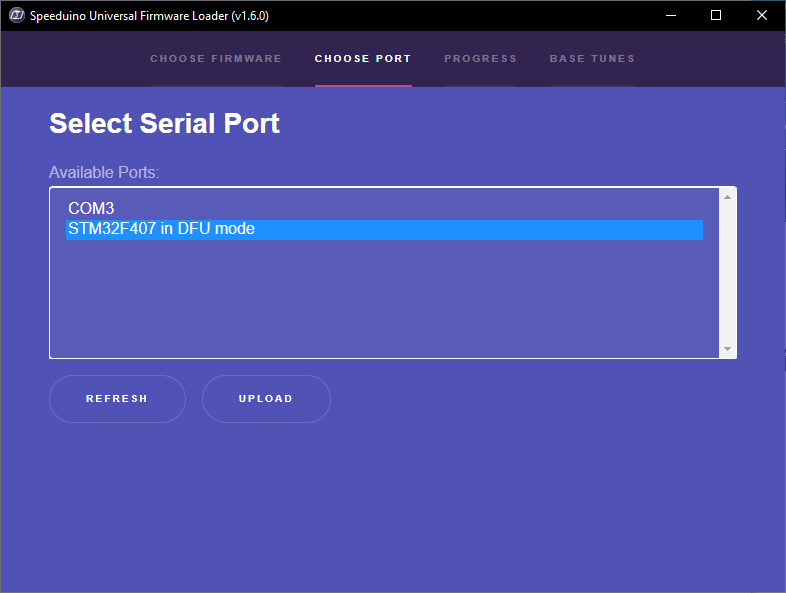 Speeduino Universal Firmware Loader (v1.6.0)
CHOOSE FIRMWARE CHOOSE PORT PROGRESS BASE TUNES
Select Serial Port
Available Ports:
COM3
STM32F407 in DFU mode
REFRESH UPLOAD